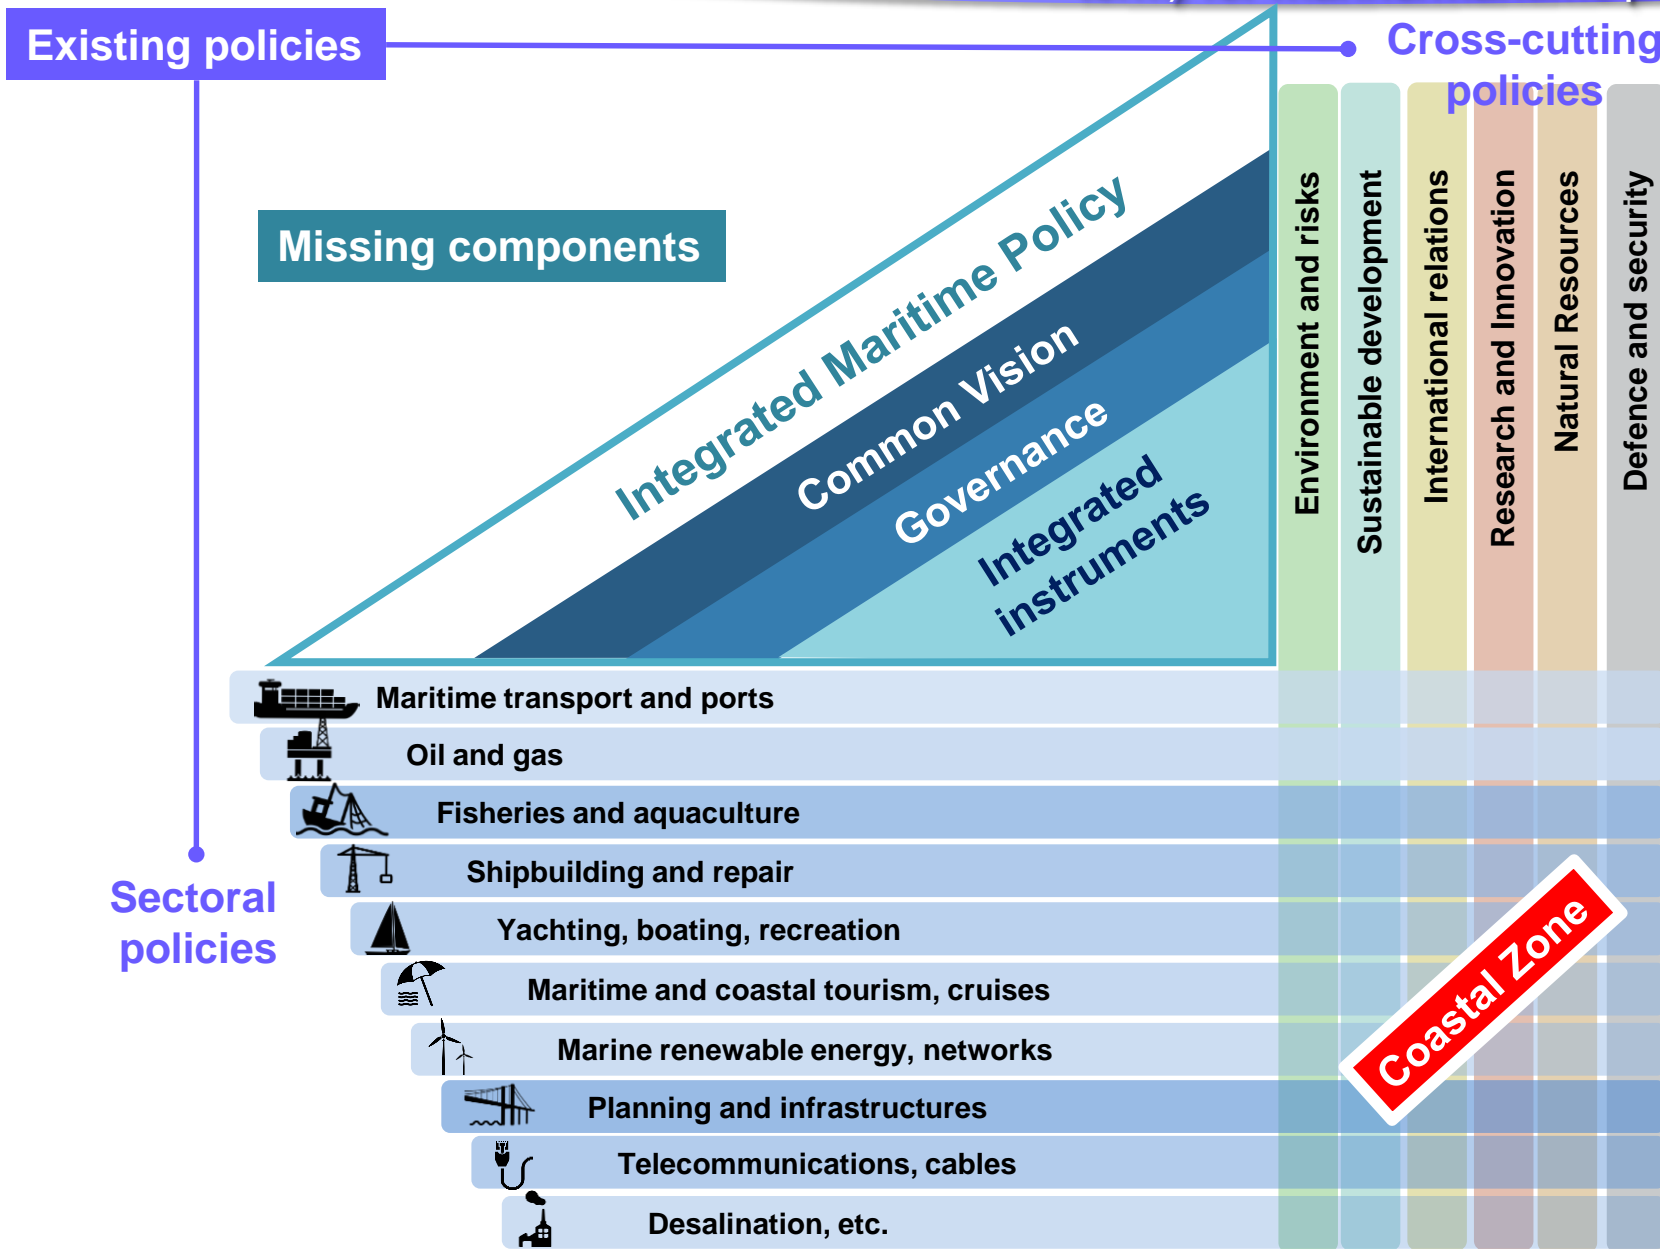 Existing policies
Cross-cutting
policies
Missing components
Integrated Maritime Policy
Common Vision
Governance
Integrated
instruments
Environment and risks
Sustainable development
International relations
Research and Innovation
Natural Resources
Defence and security
Maritime transport and ports
Oil and gas
Fisheries and aquaculture
Shipbuilding and repair
Sectoral
policies
Yachting, boating, recreation
Maritime and coastal tourism, cruises
Marine renewable energy, networks
Planning and infrastructures
Telecommunications, cables
Desalination, etc.
Coastal Zone